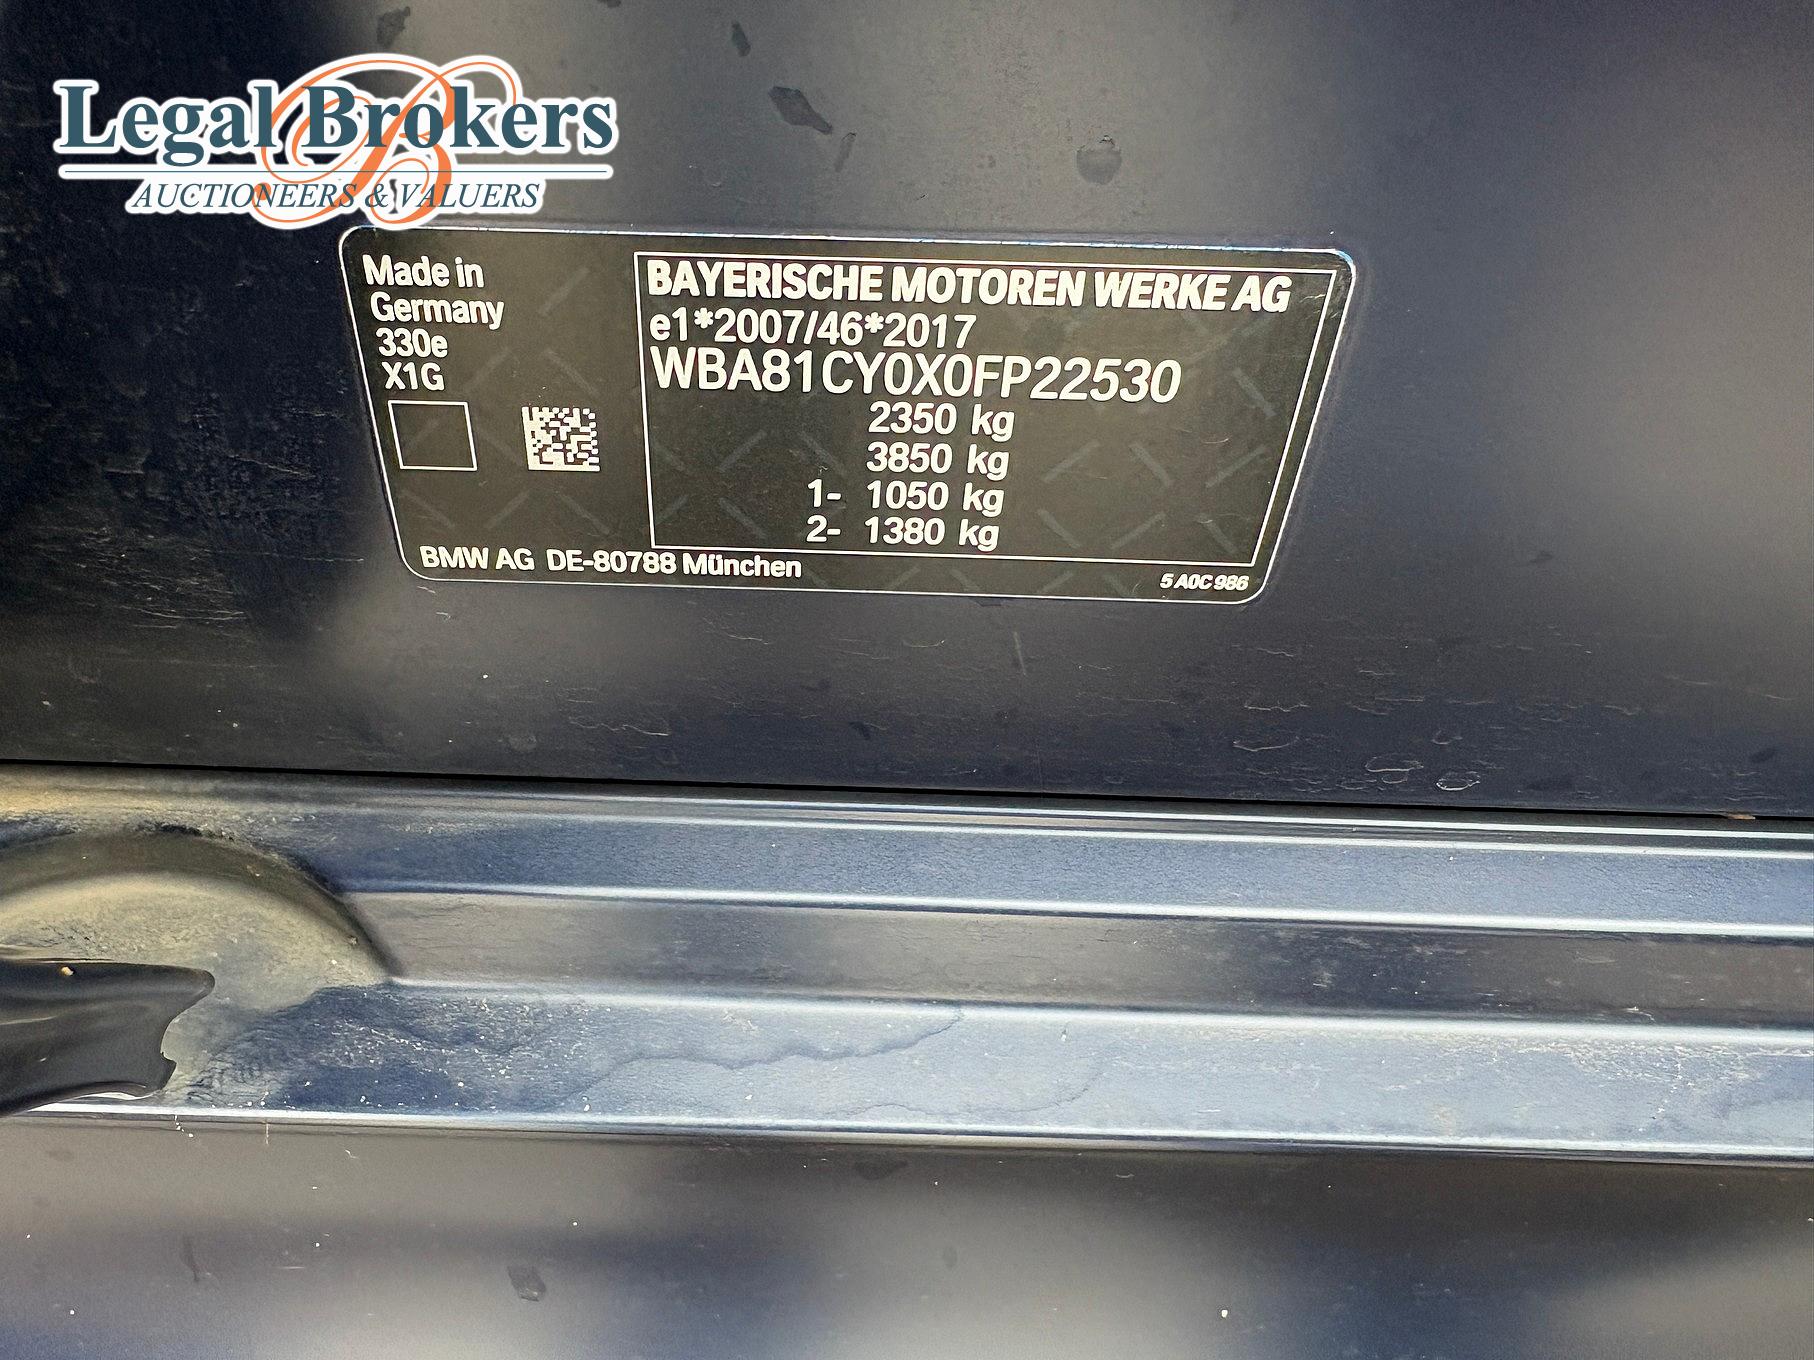 Legal Brokers
AUCTIONEERS & VALUERS
Made in
Germany
330e
X1G
BAYERISCHE MOTOREN WERKE AG
e1*2007/46*2017
WBA81CY0X0FP22530
2350 kg
3850 kg
1- 1050 kg
2- 1380 kg
BMW AG DE-80788 München
5 A0C 986